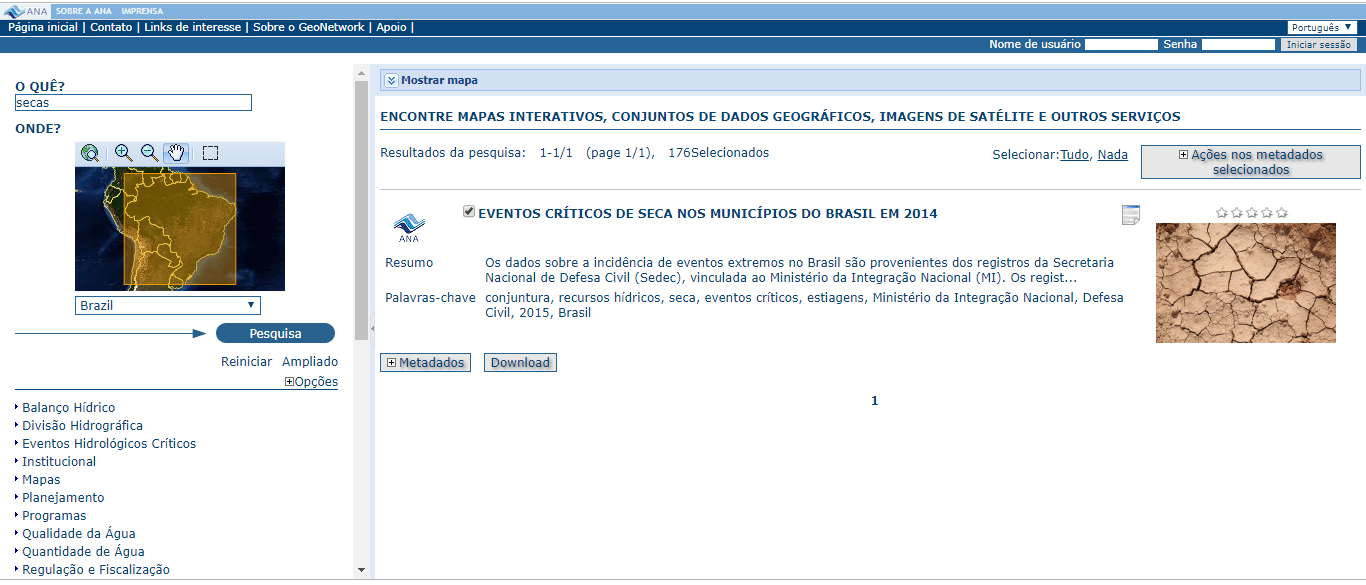 ANA SOBRE A ANA IMPRENSA
Página inicial | Contato | Links de interesse | Sobre o GeoNetwork | Apoio |
Português
Nome de usuário Senha Iniciar sessão
O QUÊ?
secas
ONDE?
Brazil
Pesquisa
Reiniciar Ampliado
Opções
Balanço Hídrico
Divisão Hidrográfica
Eventos Hidrológicos Críticos
Institucional
Mapas
Planejamento
Programas
Qualidade da Água
Quantidade de Água
Regulação e Fiscalização
Mostrar mapa
ENCONTRE MAPAS INTERATIVOS, CONJUNTOS DE DADOS GEOGRÁFICOS, IMAGENS DE SATÉLITE E OUTROS SERVIÇOS
Resultados da pesquisa: 1-1/1 (page 1/1), 176Selecionados
Selecionar:Tudo, Nada
Ações nos metadados
selecionados
ANA
EVENTOS CRÍTICOS DE SECA NOS MUNICÍPIOS DO BRASIL EM 2014
Resumo Os dados sobre a incidência de eventos extremos no Brasil são provenientes dos registros da Secretaria
Nacional de Defesa Civil (Sedec), vinculada ao Ministério da Integração Nacional (MI). Os regist...
Palavras-chave conjuntura, recursos hídricos, seca, eventos críticos, estiagens, Ministério da Integração Nacional, Defesa
Civil, 2015, Brasil
Metadados Download
1